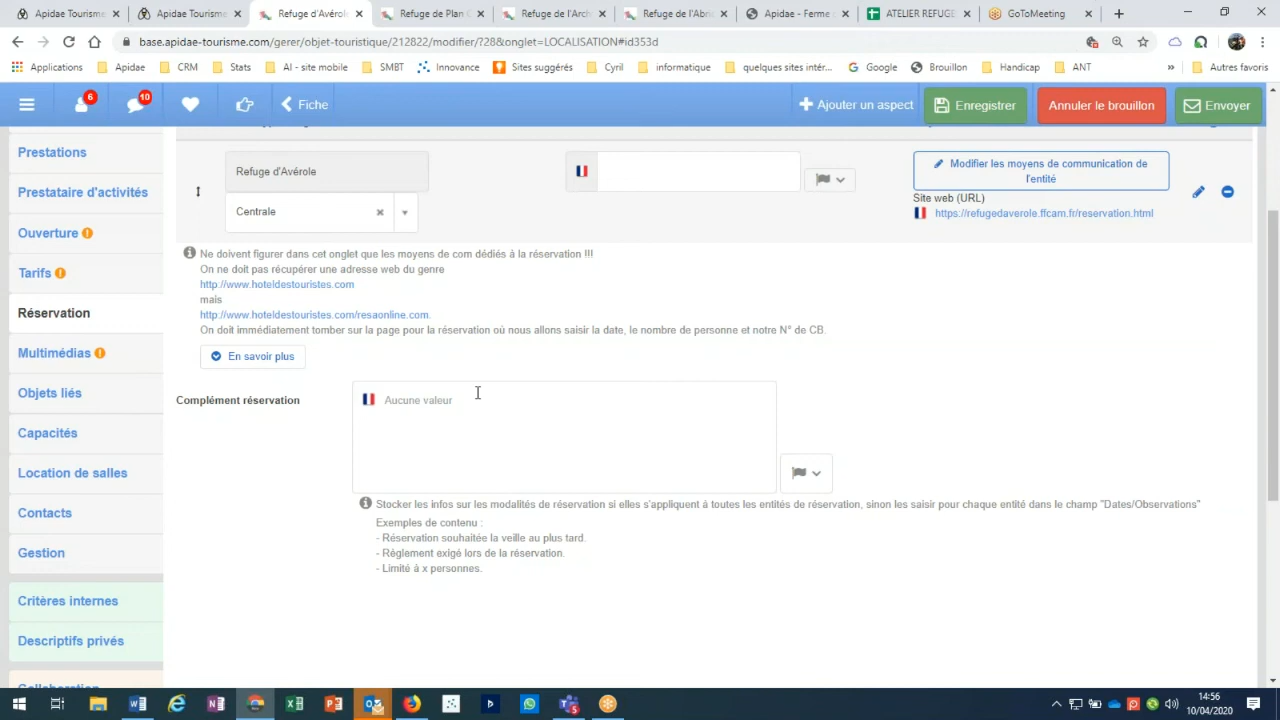 Apidae Tourisme
Apidae Tourisme
Refuge d'Avérole
Refuge de Plan
Refuge de l'Arc
Refuge de l'Abri
Apidae - Ferme
ATELIER REFUGE
GoToMeeting
base.apidae-tourisme.com/gerer/objet-touristique/212822/modifier/?28&onglet=LOCALISATION#id353d
Applications
Apidae
CRM
Stats
AI - site mobile
SMBT
Innovance
Sites suggérés
Cyril
informatique
quelques sites intér...
Google
Brouillon
Handicap
ANT
»
Autres favoris
6
10
Fiche
Ajouter un aspect
Enregistrer
Annuler le brouillon
Envoyer
Prestations
Prestataire d'activités
Ouverture
Tarifs
Réservation
Multimédias
Objets liés
Capacités
Location de salles
Contacts
Gestion
Critères internes
Descriptifs privés
Collaboration
Refuge d'Avérole
Centrale
Modifier les moyens de communication de
l'entité
Site web (URL)
https://refugedaverole.ffcam.fr/reservation.html
Ne doivent figurer dans cet onglet que les moyens de com dédiés à la réservation !!!
On ne doit pas récupérer une adresse web du genre
http://www.hoteldestouristes.com
mais
http://www.hoteldestouristes.com/resaonline.com.
On doit immédiatement tomber sur la page pour la réservation où nous allons saisir la date, le nombre de personne et notre N° de CB.
En savoir plus
Complément réservation
Aucune valeur
Stocker les infos sur les modalités de réservation si elles s'appliquent à toutes les entités de réservation, sinon les saisir pour chaque entité dans le champ "Dates/Observations"
Exemples de contenu :
- Réservation souhaitée la veille au plus tard.
- Règlement exigé lors de la réservation.
- Limité à x personnes.
14:56
10/04/2020